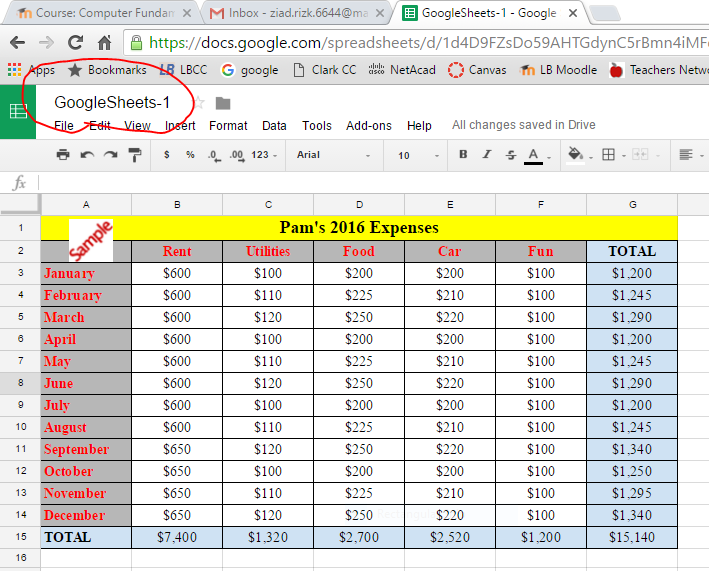 Course: Computer Fundam
Inbox - ziad.rizk.6644@ma
GoogleSheets-1 - Google
https://docs.google.com/spreadsheets/d/1d4D9FZsDo59AHTGdynC5rBmn4iMF
Apps Bookmarks LB LBCC G google Clark CC cisco NetAcad Canvas LB Moodle Teachers Netw
GoogleSheets-1
File Edit View Insert Format Data Tools Add-ons Help All changes saved in Drive
$ % .0 .00 123 Arial 10 B I S A
fx
A B C D E F G
1 Pam's 2016 Expenses
Sample
2 Rent Utilities Food Car Fun TOTAL
3 January $600 $100 $200 $200 $100 $1,200
4 February $600 $110 $225 $210 $100 $1,245
5 March $600 $120 $250 $220 $100 $1,290
6 April $600 $100 $200 $200 $100 $1,200
7 May $600 $110 $225 $210 $100 $1,245
8 June $600 $120 $250 $220 $100 $1,290
9 July $600 $100 $200 $200 $100 $1,200
10 August $600 $110 $225 $210 $100 $1,245
11 September $650 $120 $250 $220 $100 $1,340
12 October $650 $100 $200 $200 $100 $1,250
13 November $650 $110 $225 $210 $100 $1,295
14 December $650 $120 $250 $220 $100 $1,340
15 TOTAL $7,400 $1,320 $2,700 $2,520 $1,200 $15,140
16